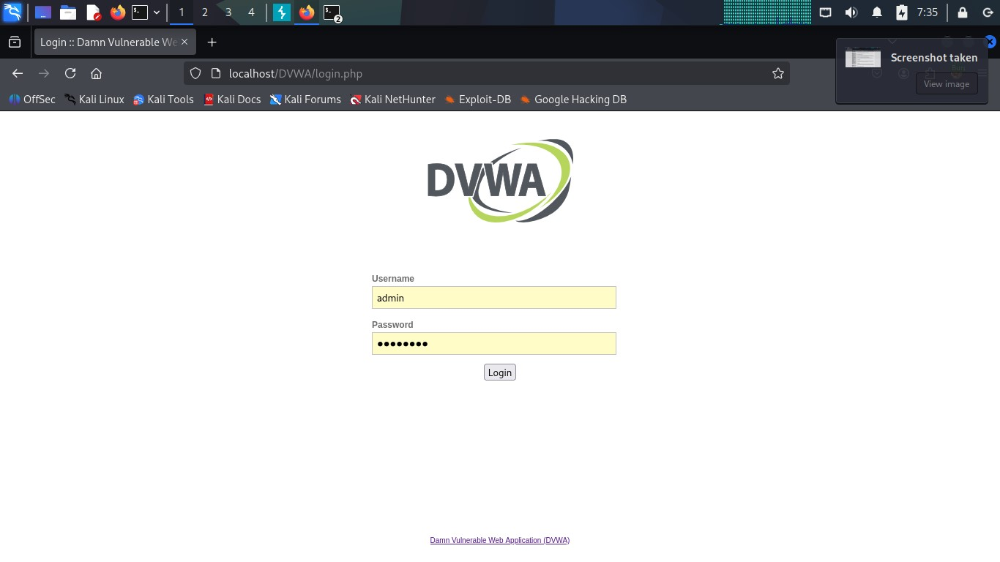 1 2 3 4 2 7:35
Login :: Damn Vulnerable We
Screenshot taken
localhost/DVWA/login.php
View image
OffSec Kali Linux Kali Tools Kali Docs Kali Forums Kali NetHunter Exploit-DB Google Hacking DB
DVWA
Username
admin
Password
Login
Damn Vulnerable Web Application (DVWA)